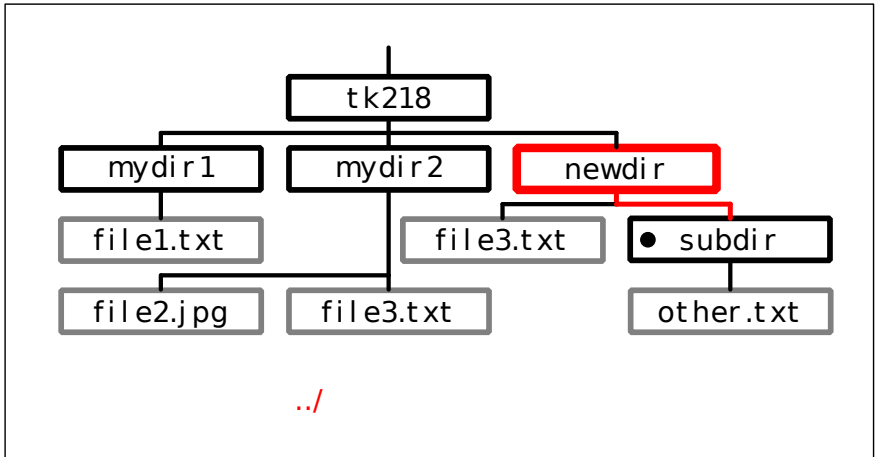 tk218
mydir1 mydir2 newdir
file1.txt file3.txt subdir
file2.jpg file3.txt other.txt
../